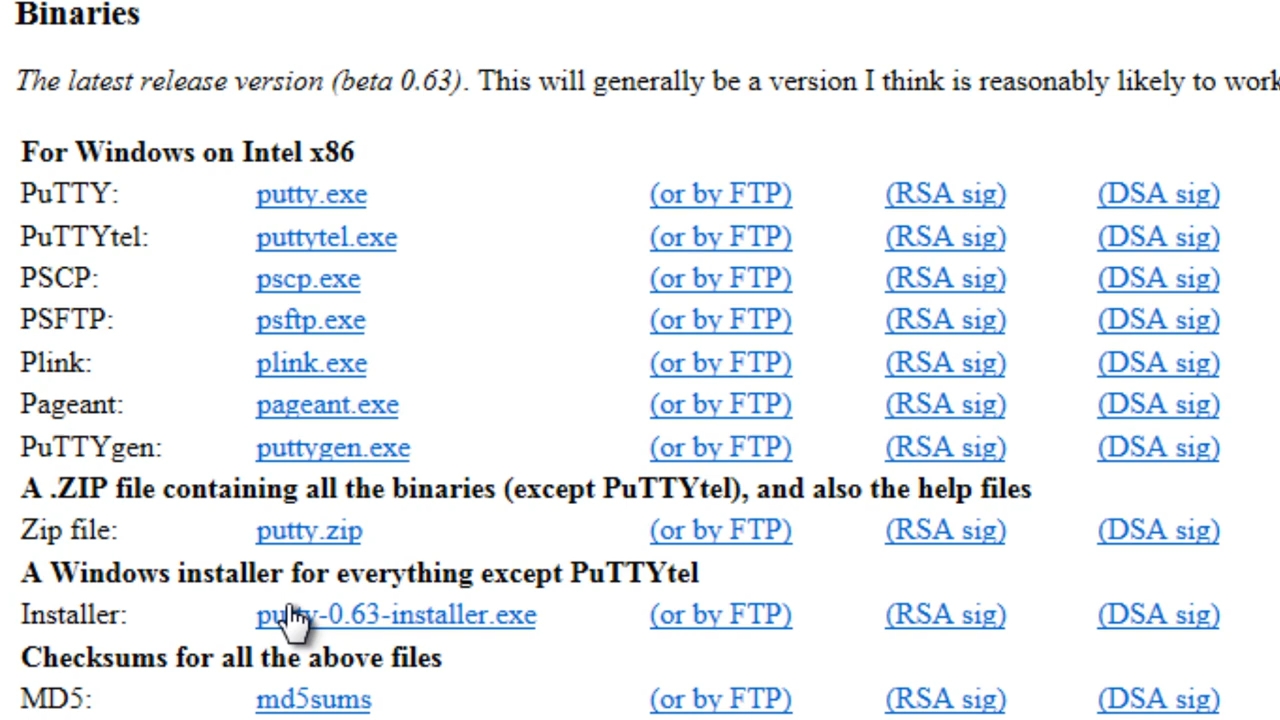 Binaries
The latest release version (beta 0.63). This will generally be a version I think is reasonably likely to work
For Windows on Intel x86
PuTTY: putty.exe (or by FTP) (RSA sig) (DSA sig)
PuTTYtel: puttytel.exe (or by FTP) (RSA sig) (DSA sig)
PSCP: pscp.exe (or by FTP) (RSA sig) (DSA sig)
PSFTP: psftp.exe (or by FTP) (RSA sig) (DSA sig)
Plink: plink.exe (or by FTP) (RSA sig) (DSA sig)
Pageant: pageant.exe (or by FTP) (RSA sig) (DSA sig)
PuTTYgen: puttygen.exe (or by FTP) (RSA sig) (DSA sig)
A .ZIP file containing all the binaries (except PuTTYtel), and also the help files
Zip file: putty.zip (or by FTP) (RSA sig) (DSA sig)
A Windows installer for everything except PuTTYtel
Installer: putty-0.63-installer.exe (or by FTP) (RSA sig) (DSA sig)
Checksums for all the above files
MD5: md5sums (or by FTP) (RSA sig) (DSA sig)